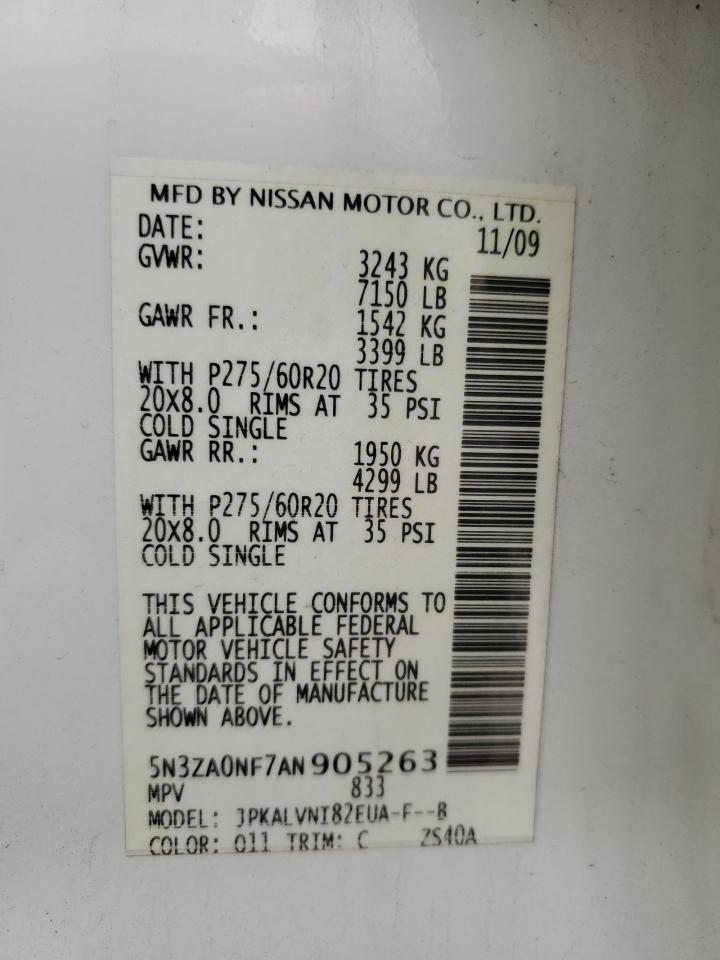 MFD BY NISSAN MOTOR CO., LTD.
DATE: 11/09
GVWR: 3243 KG
7150 LB
GAWR FR.: 1542 KG
3399 LB
WITH P275/60R20 TIRES
20X8.0 RIMS AT 35 PSI
COLD SINGLE
GAWR RR.: 1950 KG
4299 LB
WITH P275/60R20 TIRES
20X8.0 RIMS AT 35 PSI
COLD SINGLE
THIS VEHICLE CONFORMS TO
ALL APPLICABLE FEDERAL
MOTOR VEHICLE SAFETY
STANDARDS IN EFFECT ON
THE DATE OF MANUFACTURE
SHOWN ABOVE.
5N3ZA0NF7AN905263
MPV 833
MODEL: JPKALVNI82EUA-F--B
COLOR: 011 TRIM: C ZS40A